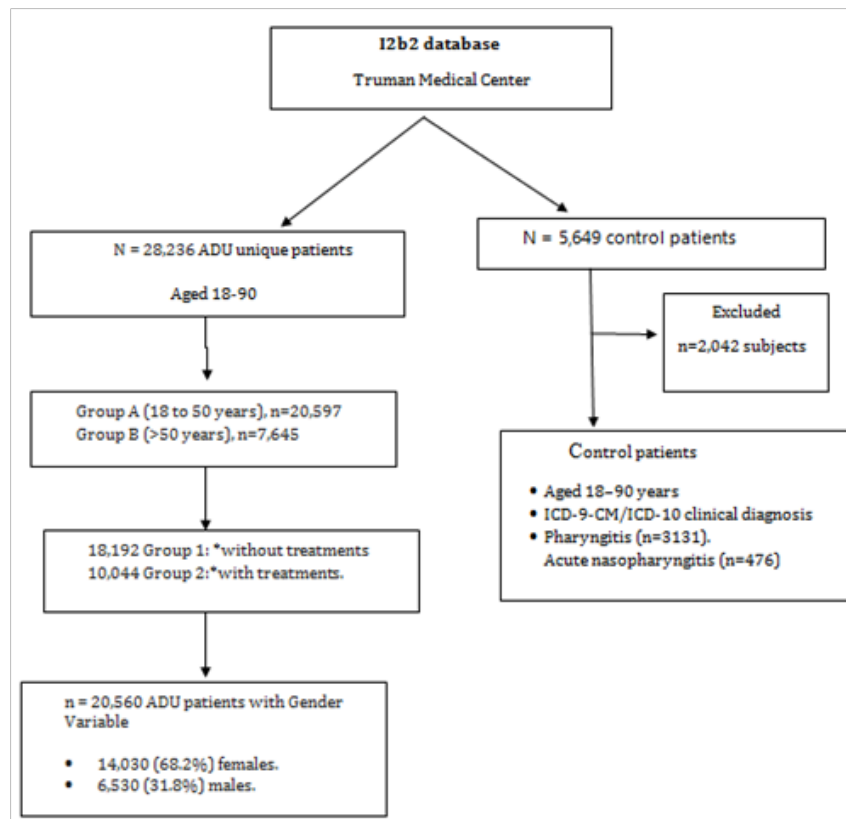 I2b2 database
Truman Medical Center
N = 28,236 ADU unique patients
Aged 18-90
N = 5,649 control patients
Excluded
n=2,042 subjects
Group A (18 to 50 years), n=20,597
Group B (>50 years), n=7,645
Control patients
• Aged 18–90 years
• ICD-9-CM/ICD-10 clinical diagnosis
• Pharyngitis (n=3131).
Acute nasopharyngitis (n=476)
18,192 Group 1: *without treatments
10,044 Group 2:*with treatments.
n = 20,560 ADU patients with Gender
Variable
• 14,030 (68.2%) females.
• 6,530 (31.8%) males.